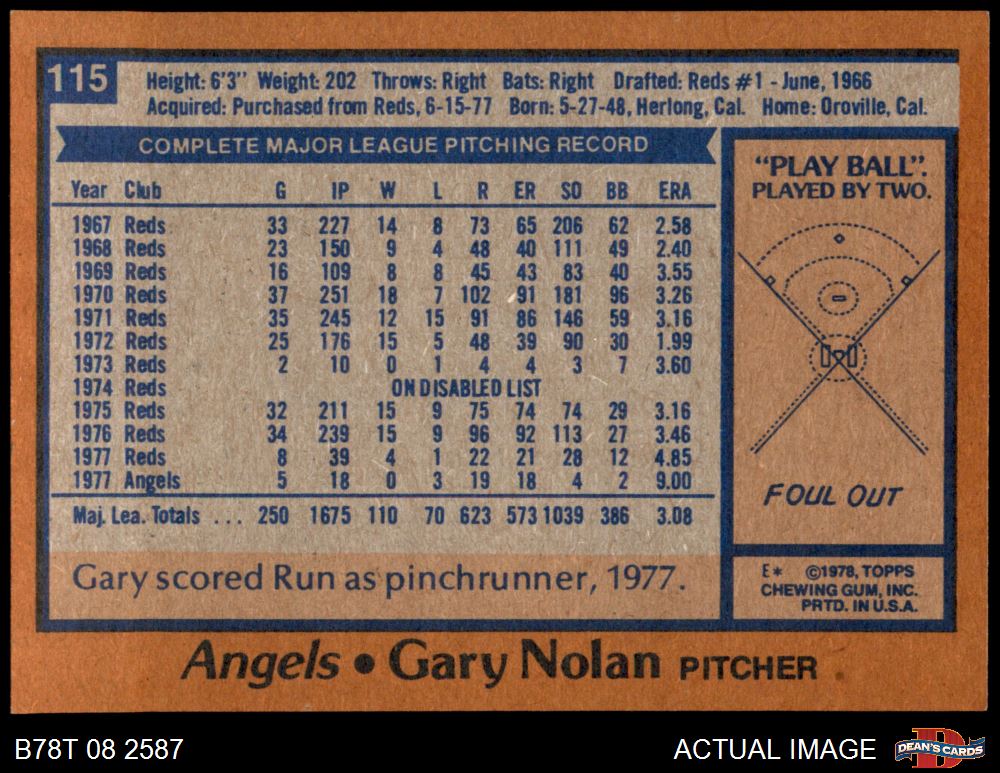 115
Height: 6'3" Weight: 202 Throws: Right Bats: Right Drafted: Reds #1 - June, 1966
Acquired: Purchased from Reds, 6-15-77 Born: 5-27-48, Herlong, Cal. Home: Oroville, Cal.
COMPLETE MAJOR LEAGUE PITCHING RECORD
Year Club G IP W L R ER SO BB ERA
1967 Reds 33 227 14 8 73 65 206 62 2.58
1968 Reds 23 150 9 4 48 40 111 49 2.40
1969 Reds 16 109 8 8 45 43 83 40 3.55
1970 Reds 37 251 18 7 102 91 181 96 3.26
1971 Reds 35 245 12 15 91 86 146 59 3.16
1972 Reds 25 176 15 5 48 39 90 30 1.99
1973 Reds 2 10 0 1 4 4 3 7 3.60
1974 Reds ON DISABLED LIST
1975 Reds 32 211 15 9 75 74 74 29 3.16
1976 Reds 34 239 15 9 96 92 113 27 3.46
1977 Reds 8 39 4 1 22 21 28 12 4.85
1977 Angels 5 18 0 3 19 18 4 2 9.00
Maj. Lea. Totals ... 250 1675 110 70 623 573 1039 386 3.08
Gary scored Run as pinchrunner, 1977.
"PLAY BALL".
PLAYED BY TWO.
FOUL OUT
E* ©1978, TOPPS
CHEWING GUM, INC.
PRTD. IN U.S.A.
Angels • Gary Nolan PITCHER
B78T 08 2587
ACTUAL IMAGE
D
DEAN'S CARDS